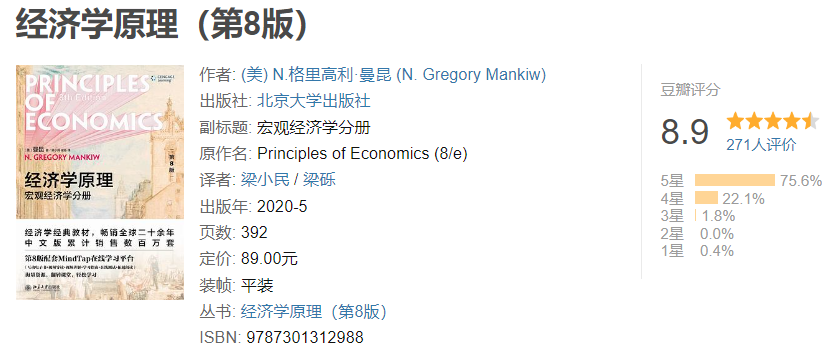 经济学原理（第8版）
CENGAGE
Learning
PRINCIPLES
OF
ECONOMICS
N. GREGORY MANKIW
第8版
经济学原理
宏观经济学分册
经济学经典教材，畅销全球二十余年
中文版累计销售数百万套
第8版配套MindTap在线学习平台
北京大学出版社
作者: (美) N.格里高利·曼昆 (N. Gregory Mankiw)
出版社: 北京大学出版社
副标题: 宏观经济学分册
原作名: Principles of Economics (8/e)
译者: 梁小民 / 梁砾
出版年: 2020-5
页数: 392
定价: 89.00元
装帧: 平装
丛书: 经济学原理（第8版）
ISBN: 9787301312988
豆瓣评分
8.9
271人评价
5星 75.6%
4星 22.1%
3星 1.8%
2星 0.0%
1星 0.4%